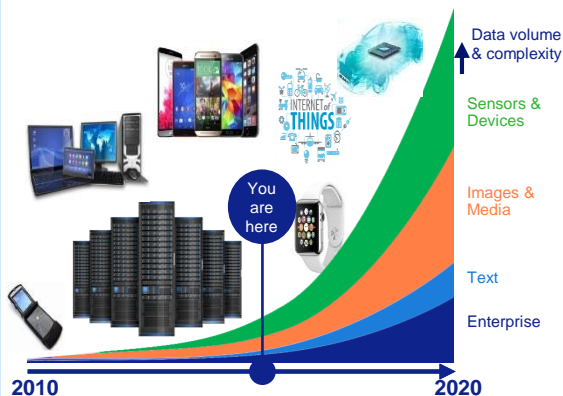 Data volume
& complexity
Sensors &
Devices
INTERNET of
THINGS
You
are
here
Images &
Media
Text
Enterprise
2010
2020